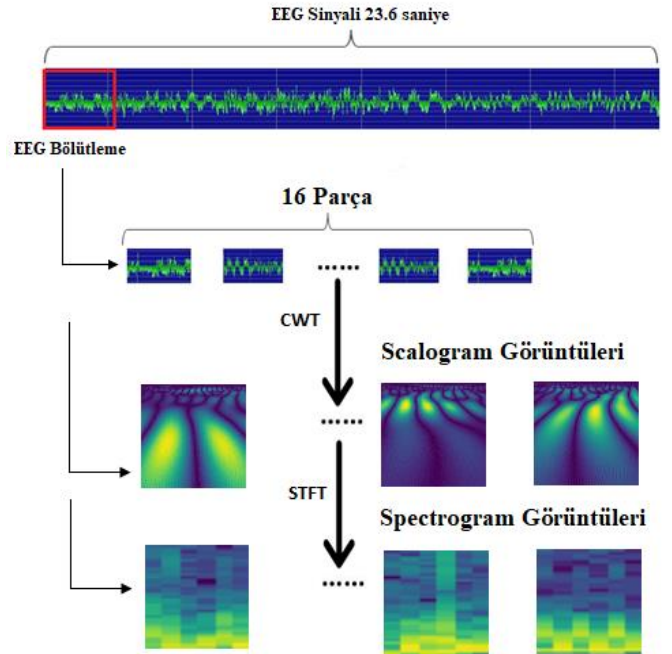 EEG Sinyali 23.6 saniye
EEG Bölütleme
16 Parça
......
CWT
Scalogram Görüntüleri
......
STFT
Spectrogram Görüntüleri
......